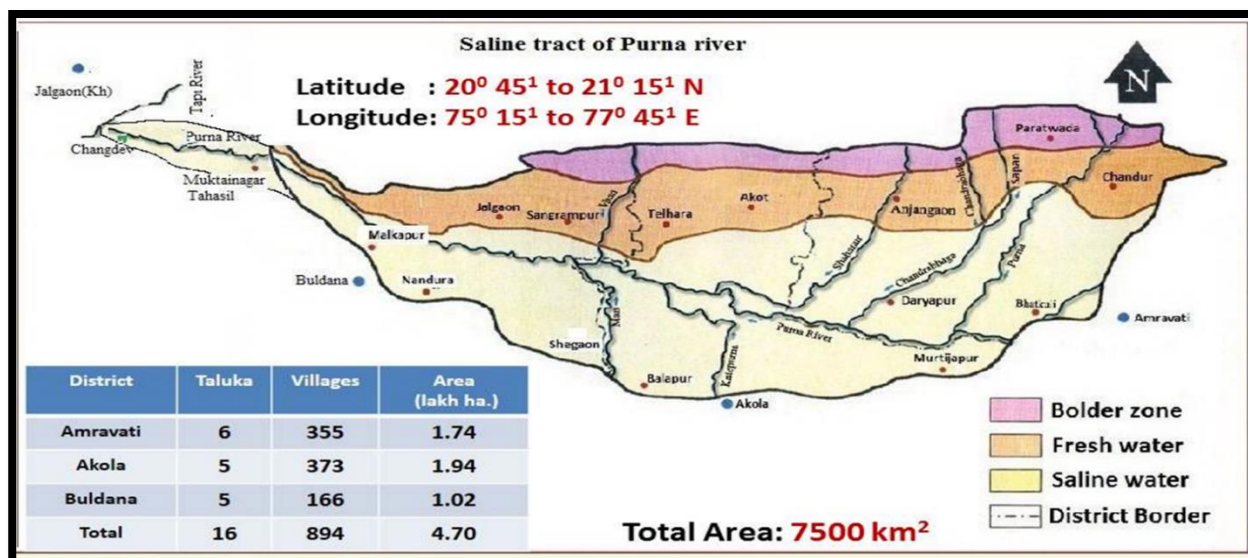 Saline tract of Purna river
Latitude : 20⁰ 45¹ to 21⁰ 15¹ N
Longitude: 75⁰ 15¹ to 77⁰ 45¹ E
N
Jalgaon(Kh)
Tapi River
Changdev
Purna River
Muktainagar
Tahasil
Paratwada
Chandur
Jalgaon
Sangrampur
Telhara
Akot
Anjangaon
Chandrabhaga
Malkapur
Buldana
Nandura
Shegaon
Balapur
Akola
Katepurna
Purna River
Shahanur
Chandrabhaga
Purna
Daryapur
Murtijapur
Amravati
District Taluka Villages Area
(lakh ha.)
Amravati 6 355 1.74
Akola 5 373 1.94
Buldana 5 166 1.02
Total 16 894 4.70
Bolder zone
Fresh water
Saline water
District Border
Total Area: 7500 km²